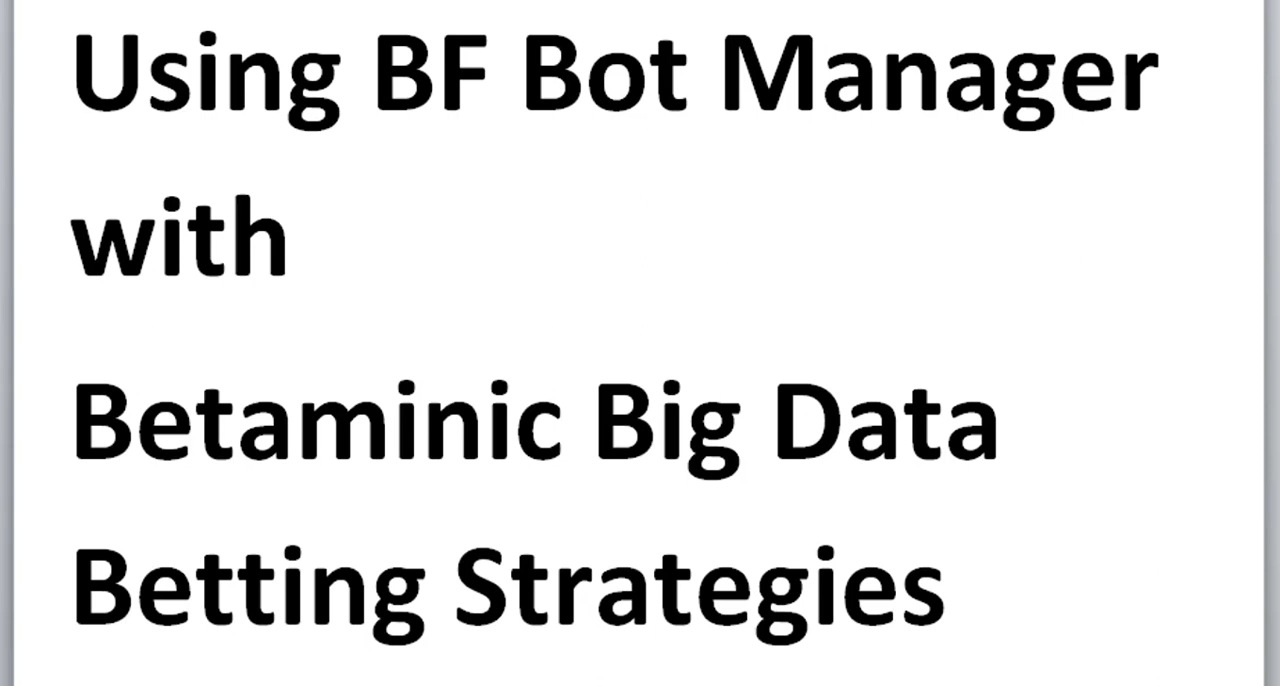 Using BF Bot Manager
with
Betaminic Big Data
Betting Strategies